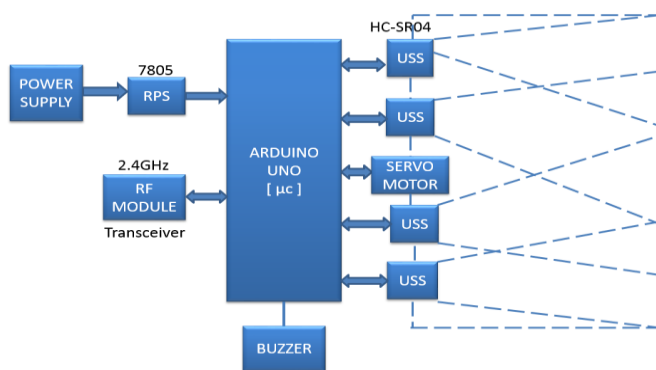 HC-SR04
USS
7805
POWER
SUPPLY
RPS
USS
ARDUINO
UNO
[ µc ]
2.4GHz
RF
MODULE
Transceiver
SERVO
MOTOR
USS
USS
BUZZER